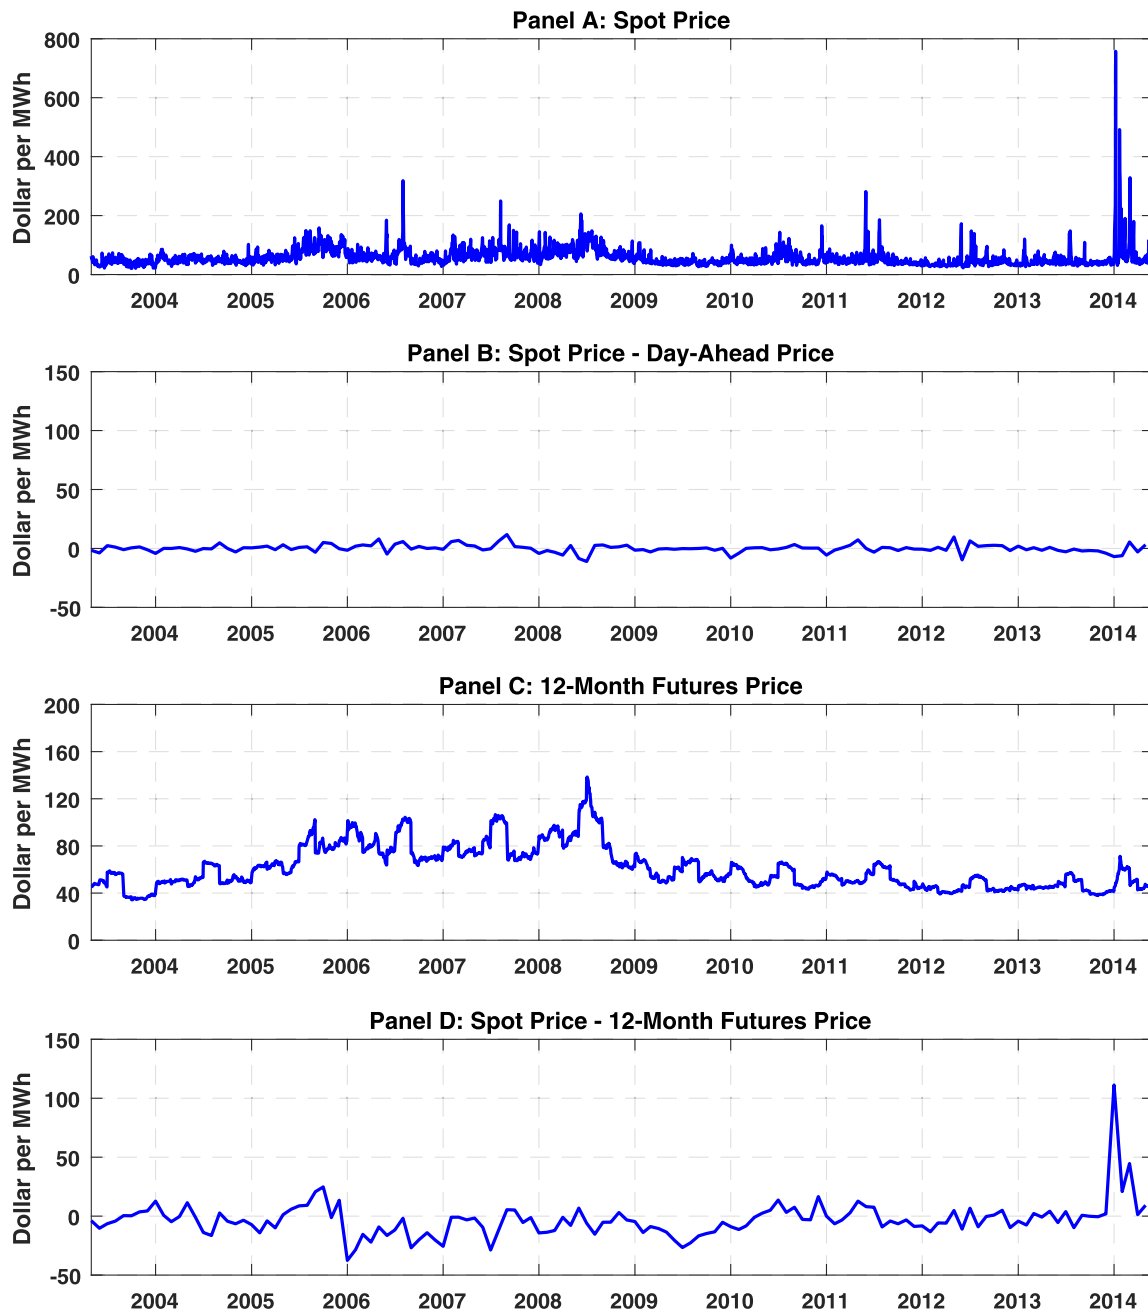 Panel A: Spot Price
800
600
400
200
0
Dollar per MWh
2004 2005 2006 2007 2008 2009 2010 2011 2012 2013 2014
Panel B: Spot Price - Day-Ahead Price
150
100
50
0
-50
Dollar per MWh
2004 2005 2006 2007 2008 2009 2010 2011 2012 2013 2014
Panel C: 12-Month Futures Price
200
160
120
80
40
0
Dollar per MWh
2004 2005 2006 2007 2008 2009 2010 2011 2012 2013 2014
Panel D: Spot Price - 12-Month Futures Price
150
100
50
0
-50
Dollar per MWh
2004 2005 2006 2007 2008 2009 2010 2011 2012 2013 2014